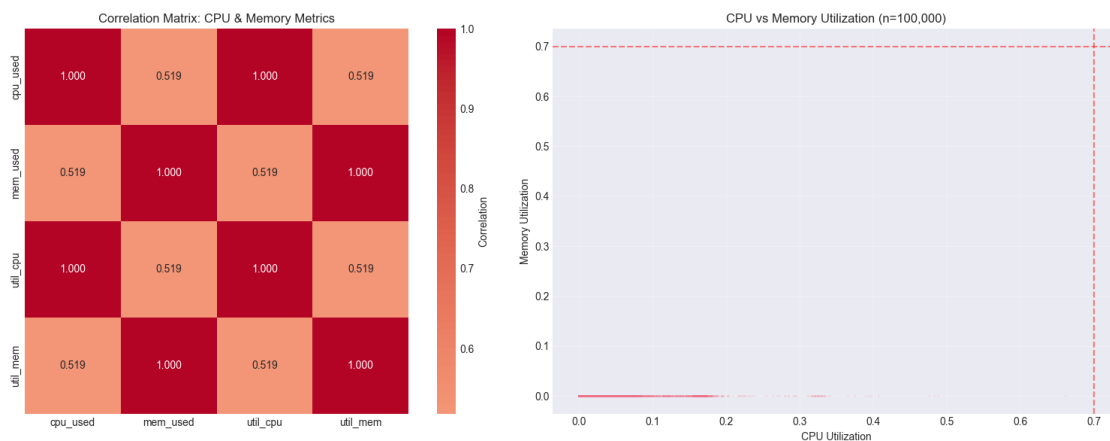 Correlation Matrix: CPU & Memory Metrics
cpu_used
mem_used
util_cpu
util_mem
1.000 0.519 1.000 0.519
0.519 1.000 0.519 1.000
1.000 0.519 1.000 0.519
0.519 1.000 0.519 1.000
cpu_used mem_used util_cpu util_mem
1.0
0.9
0.8
0.7
0.6
Correlation
CPU vs Memory Utilization (n=100,000)
Memory Utilization
0.7
0.6
0.5
0.4
0.3
0.2
0.1
0.0
0.0 0.1 0.2 0.3 0.4 0.5 0.6 0.7
CPU Utilization